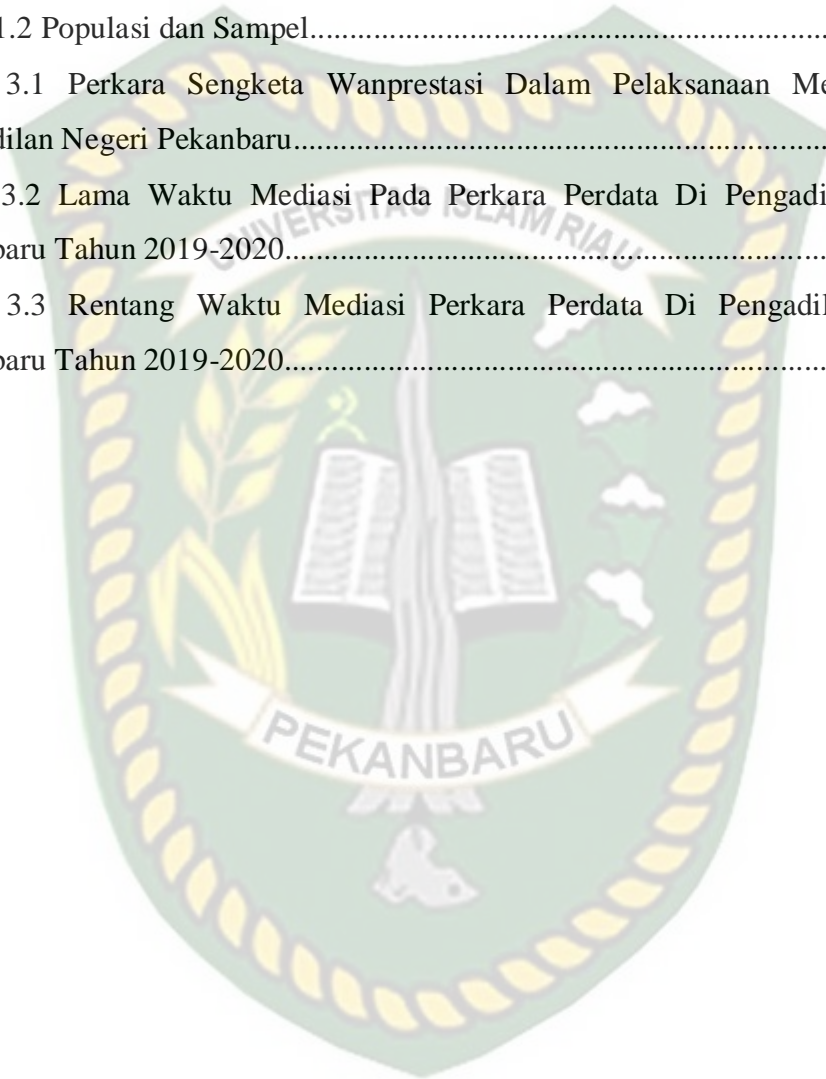 1.2 Populasi dan Sampel........................................................................
3.1 Perkara Sengketa Wanprestasi Dalam Pelaksanaan Me
dilan Negeri Pekanbaru........................................................................
3.2 Lama Waktu Mediasi Pada Perkara Perdata Di Pengadi
baru Tahun 2019-2020........................................................................
3.3 Rentang Waktu Mediasi Perkara Perdata Di Pengadil
baru Tahun 2019-2020........................................................................
UNIVERSITAS ISLAM RIAU
PEKANBARU